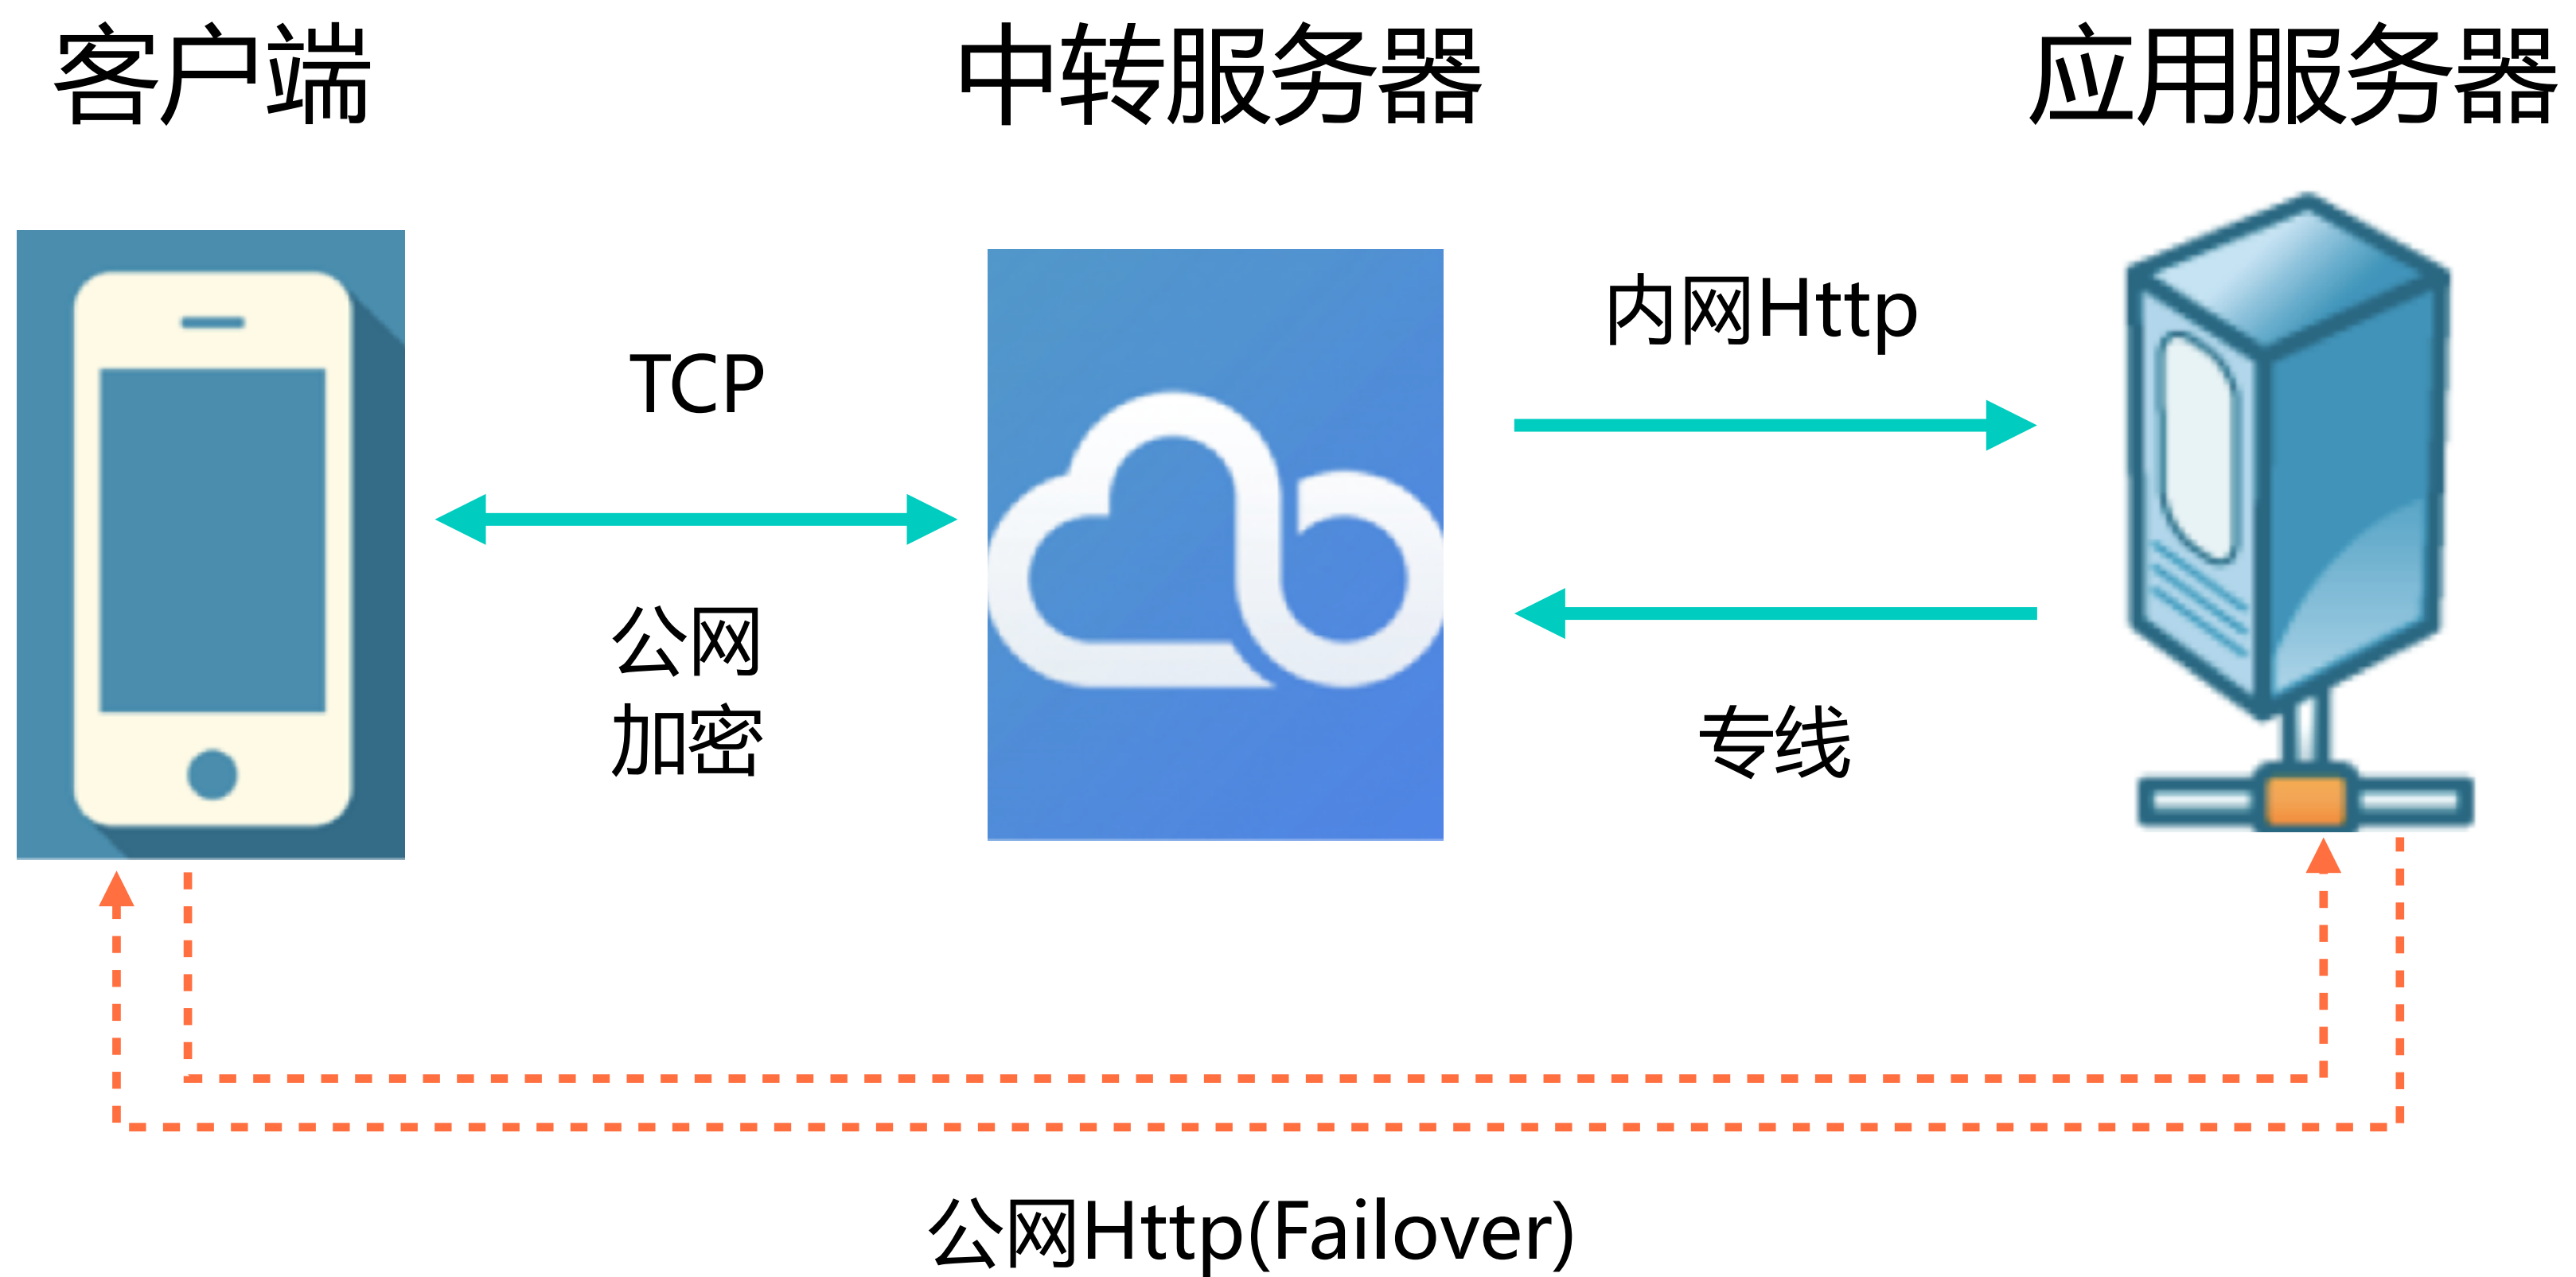 客户端
中转服务器
应用服务器
TCP
公网
加密
内网Http
专线
公网Http(Failover)